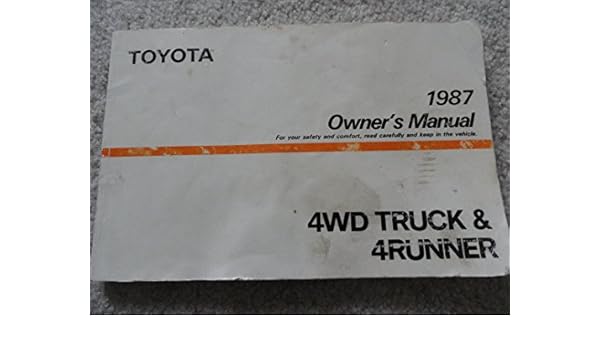 TOYOTA
1987
Owner's Manual
For your safety and comfort, read carefully and keep in the vehicle.
4WD TRUCK &
4RUNNER